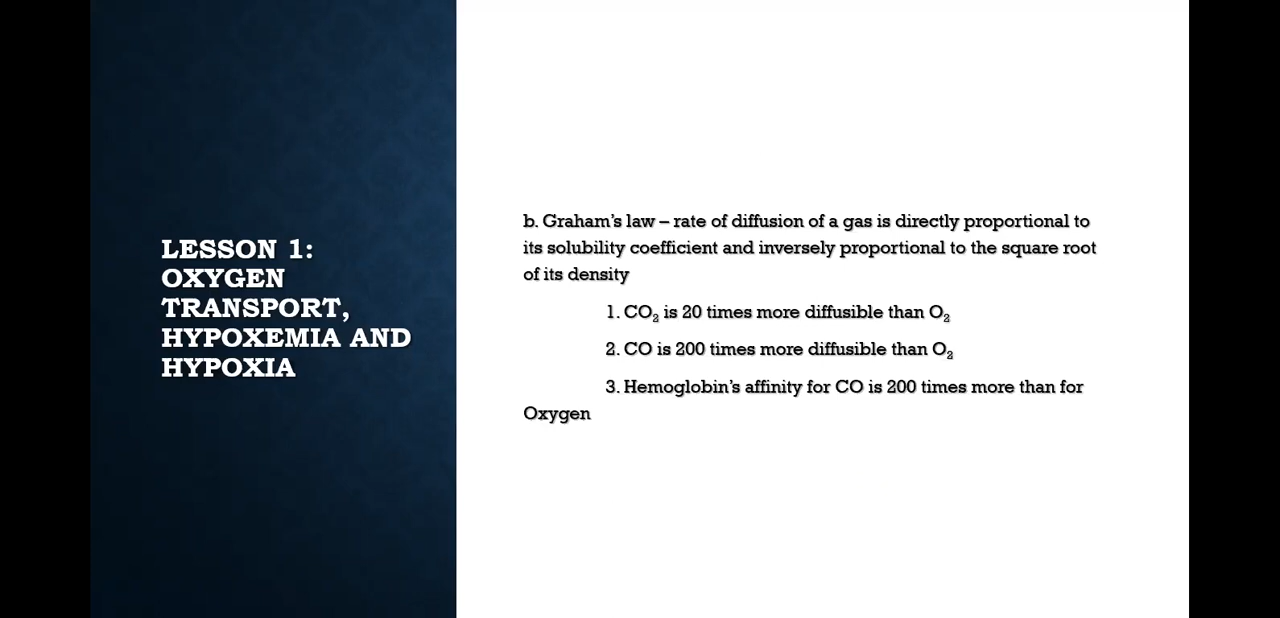 LESSON 1:
OXYGEN
TRANSPORT,
HYPOXEMIA AND
HYPOXIA
b. Graham's law – rate of diffusion of a gas is directly proportional to
its solubility coefficient and inversely proportional to the square root
of its density
1. CO₂ is 20 times more diffusible than O₂
2. CO is 200 times more diffusible than O₂
3. Hemoglobin's affinity for CO is 200 times more than for
Oxygen